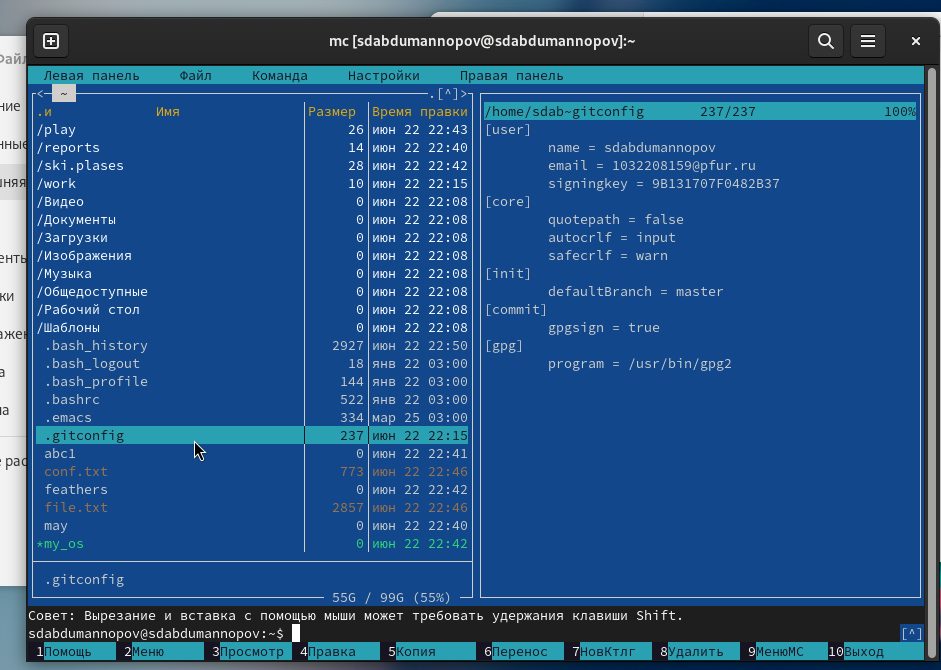 mc [sdabdumannopov@sdabdumannopov]:~
Левая панель Файл Команда Настройки Правая панель
<- ~ .[^]>
.и Имя Размер Время правки
/play 26 июн 22 22:43
/reports 14 июн 22 22:40
/ski.plases 28 июн 22 22:42
/work 10 июн 22 22:15
/Видео 0 июн 22 22:08
/Документы 0 июн 22 22:08
/Загрузки 0 июн 22 22:08
/Изображения 0 июн 22 22:08
/Музыка 0 июн 22 22:08
/Общедоступные 0 июн 22 22:08
/Рабочий стол 0 июн 22 22:08
/Шаблоны 0 июн 22 22:08
.bash_history 2927 июн 22 22:50
.bash_logout 18 янв 22 03:00
.bash_profile 144 янв 22 03:00
.bashrc 522 янв 22 03:00
.emacs 334 мар 25 03:00
.gitconfig 237 июн 22 22:15
abc1 0 июн 22 22:41
conf.txt 773 июн 22 22:46
feathers 0 июн 22 22:42
file.txt 2857 июн 22 22:46
may 0 июн 22 22:40
*my_os 0 июн 22 22:42
.gitconfig
55G / 99G (55%)
/home/sdab~gitconfig 237/237 100%
[user]
name = sdabdumannopov
email = 1032208159@pfur.ru
signingkey = 9B131707F0482B37
[core]
quotepath = false
autocrlf = input
safecrlf = warn
[init]
defaultBranch = master
[commit]
gpgsign = true
[gpg]
program = /usr/bin/gpg2
Совет: Вырезание и вставка с помощью мыши может требовать удержания клавиши Shift.
sdabdumannopov@sdabdumannopov:~$ [^]
1Помощь 2Меню 3Просмотр 4Правка 5Копия 6Перенос 7НовКтлг 8Удалить 9МенюМС 10Выход